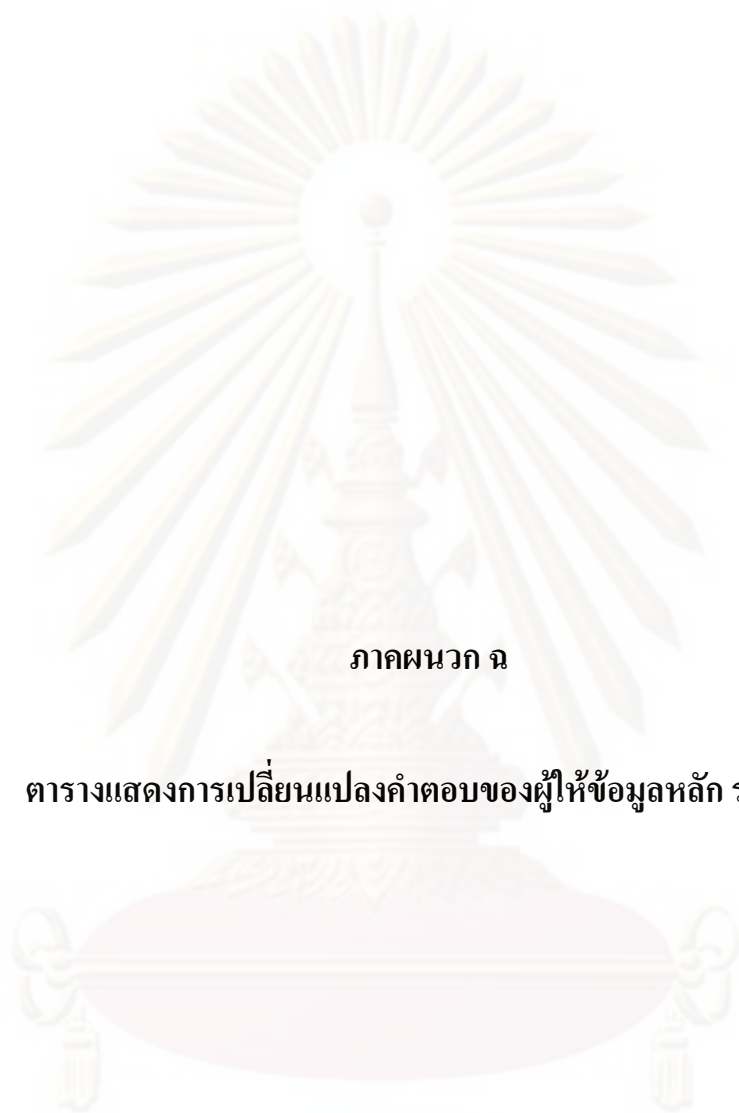 ภาคผนวก ฉ
ตารางแสดงการเปลี่ยนแปลงคำตอบของผู้ให้ข้อมูลหลัก